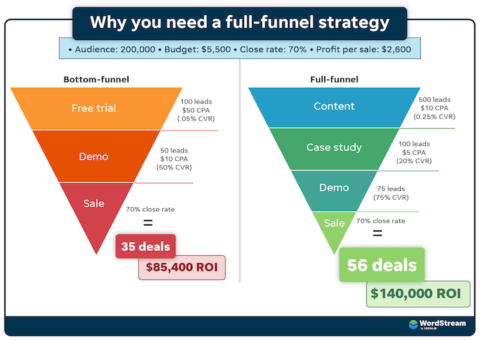 Why you need a full-funnel strategy
• Audience: 200,000 • Budget: $5,500 • Close rate: 70% • Profit per sale: $2,600
Bottom-funnel
Free trial
100 leads
$50 CPA
(.05% CVR)
Demo
50 leads
$10 CPA
(50% CVR)
Sale
70% close rate
=
35 deals
$85,400 ROI
Full-funnel
Content
500 leads
$10 CPA
(0.25% CVR)
Case study
100 leads
$5 CPA
(20% CVR)
Demo
75 leads
(75% CVR)
Sale
70% close rate
=
56 deals
$140,000 ROI
WordStream